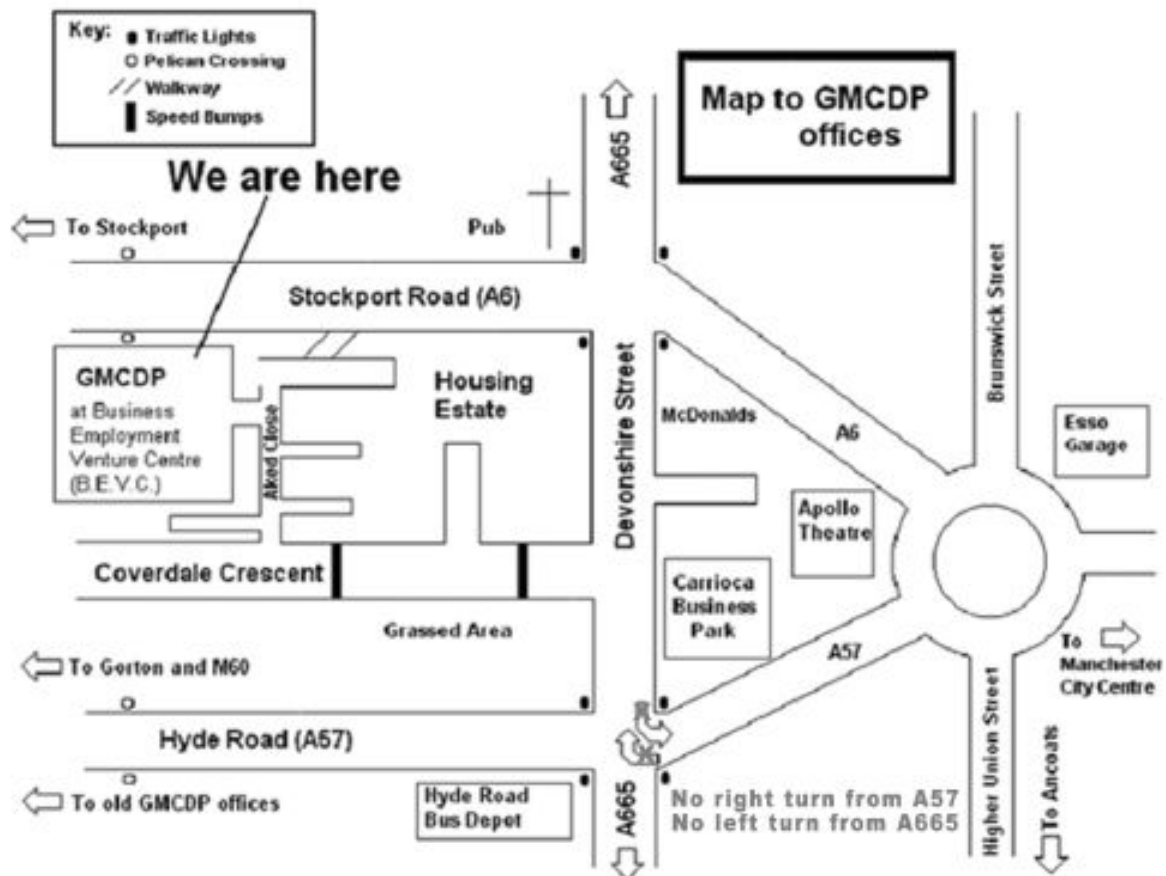 Key:
Traffic Lights
Pelican Crossing
Walkway
Speed Bumps
Map to GMCDP
offices
We are here
A665
To Stockport
Pub
Stockport Road (A6)
Brunswick Street
GMCDP
at Business
Employment
Venture Centre
(B.E.V.C.)
Aked Close
Housing
Estate
Devonshire Street
McDonalds
A6
Esso
Garage
Apollo
Theatre
Coverdale Crescent
Carrioca
Business
Park
Grassed Area
A57
To
Manchester
City Centre
To Gorton and M60
Hyde Road (A57)
To old GMCDP offices
Hyde Road
Bus Depot
A665
No right turn from A57
No left turn from A665
Higher Union Street
To Ancoats